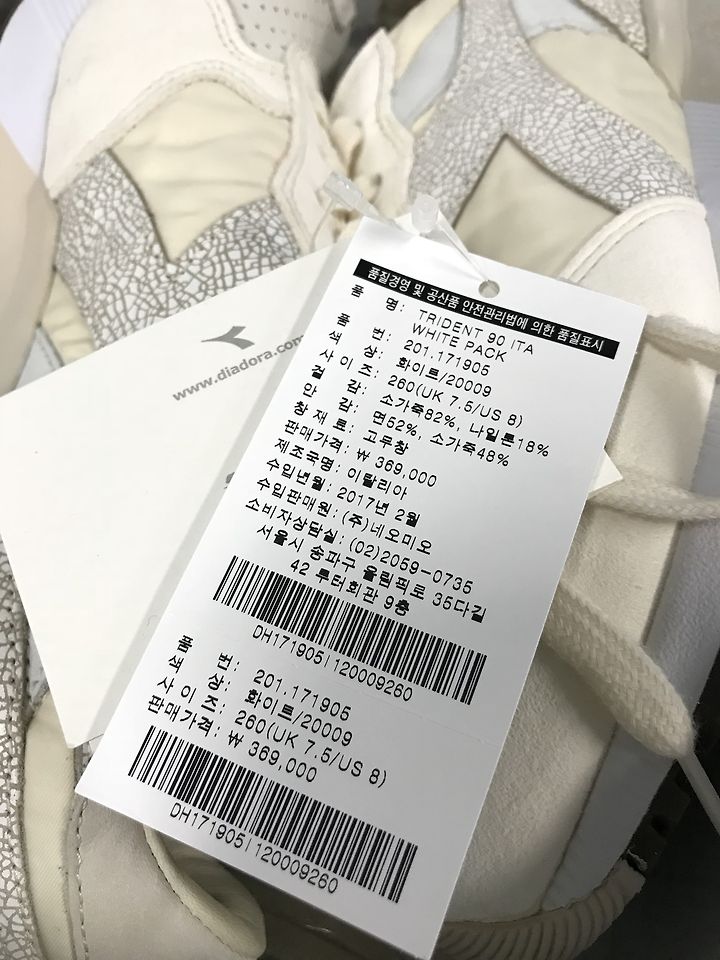 www.diadora.com
품질경영 및 공산품 안전관리법에 의한 품질표시
품 명: TRIDENT 90 ITA
WHITE PACK
품 번: 201.171905
색 상: 화이트/20009
사 이 즈: 260(UK 7.5/US 8)
겉 감: 소가죽82%, 나일론18%
안 감: 면52%, 소가죽48%
창 재 료: 고무창
판매가격: ₩ 369,000
제조국명: 이탈리아
수입년월: 2017년 2월
수입판매원: (주)네오미오
소비자상담실: (02)2059-0735
서울시 송파구 올림픽로 35다길
42 루터회관 9층
DH171905|120009260
품 번: 201.171905
색 상: 화이트/20009
사 이 즈: 260(UK 7.5/US 8)
판매가격: ₩ 369,000
DH171905|120009260